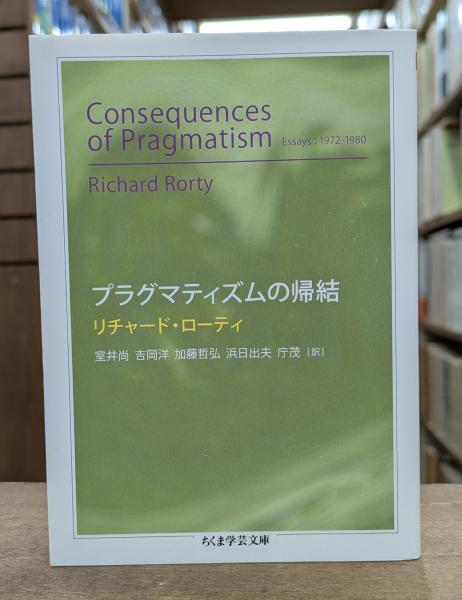 Consequences
of Pragmatism Essays : 1972-1980
Richard Rorty
プラグマティズムの帰結
リチャード・ローティ
室井尚 吉岡洋 加藤哲弘 浜日出夫 庁茂 [訳]
ちくま学芸文庫